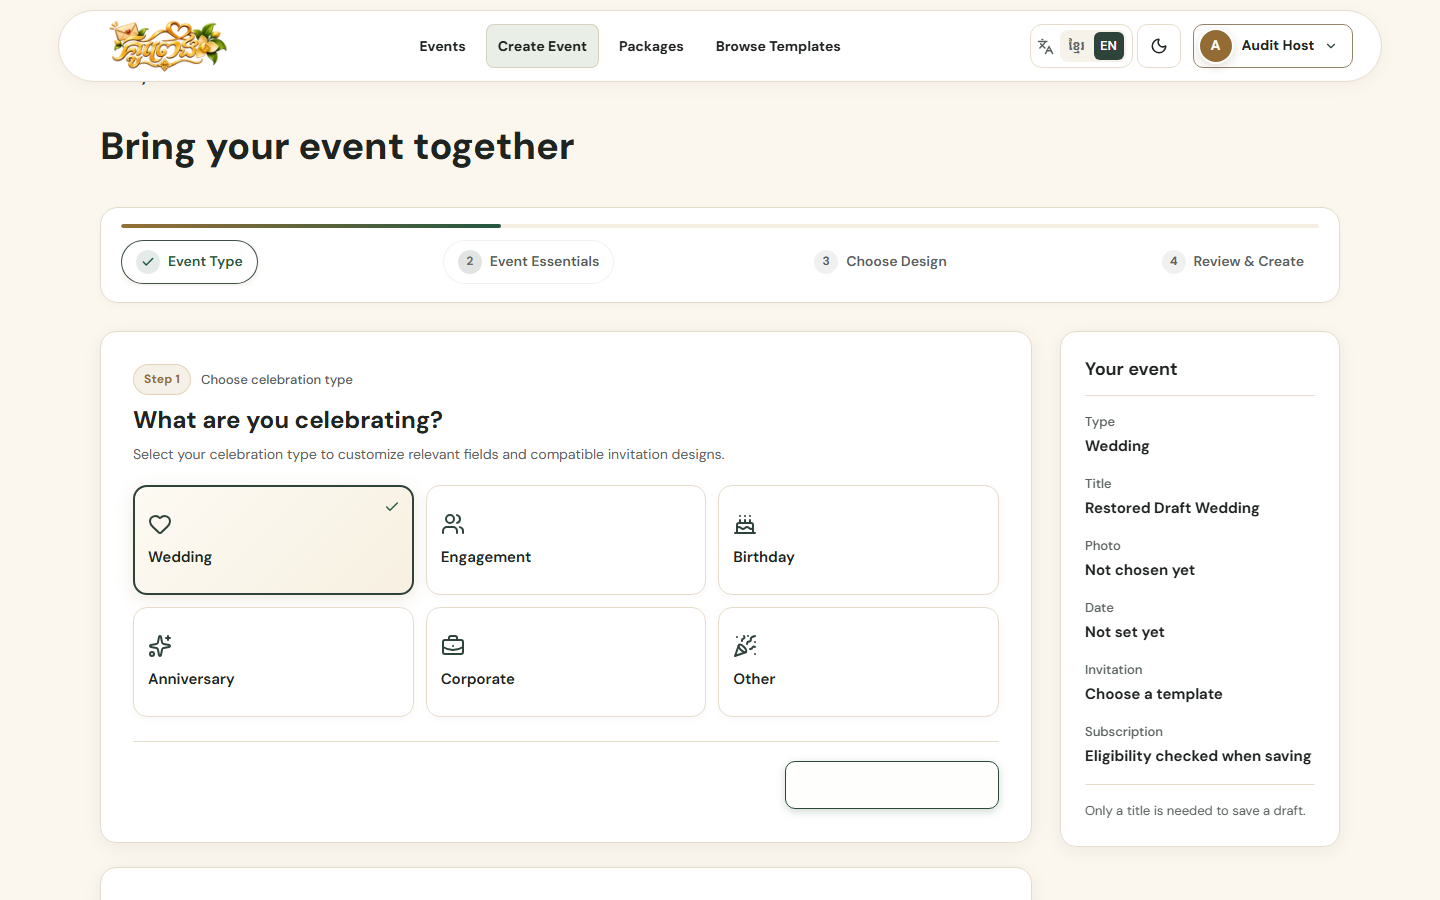 Events
Create Event
Packages
Browse Templates
ខ្មែរ
EN
A
Audit Host
Bring your event together
Event Type
2
Event Essentials
3
Choose Design
4
Review & Create
Step 1
Choose celebration type
What are you celebrating?
Select your celebration type to customize relevant fields and compatible invitation designs.
Wedding
Engagement
Birthday
Anniversary
Corporate
Other
Your event
Type
Wedding
Title
Restored Draft Wedding
Photo
Not chosen yet
Date
Not set yet
Invitation
Choose a template
Subscription
Eligibility checked when saving
Only a title is needed to save a draft.